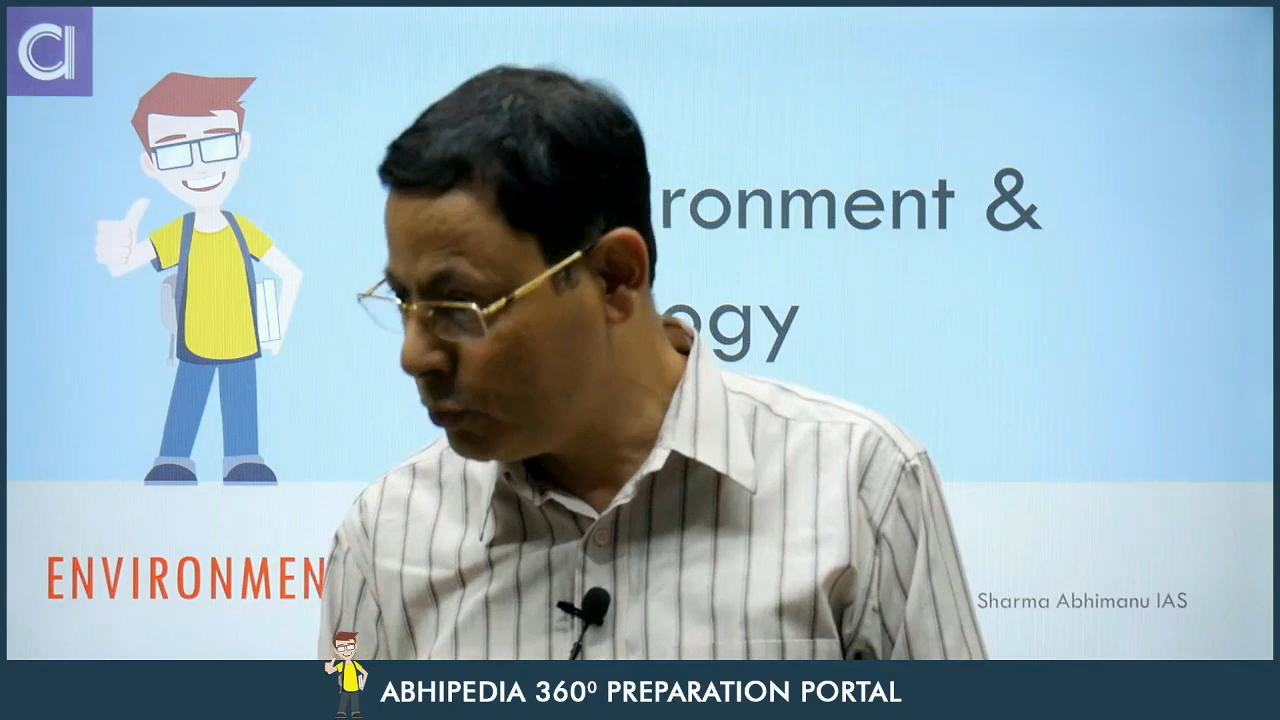 ronment &
ogy
ENVIRONMEN
Sharma Abhimanu IAS
ABHIPEDIA 360⁰ PREPARATION PORTAL